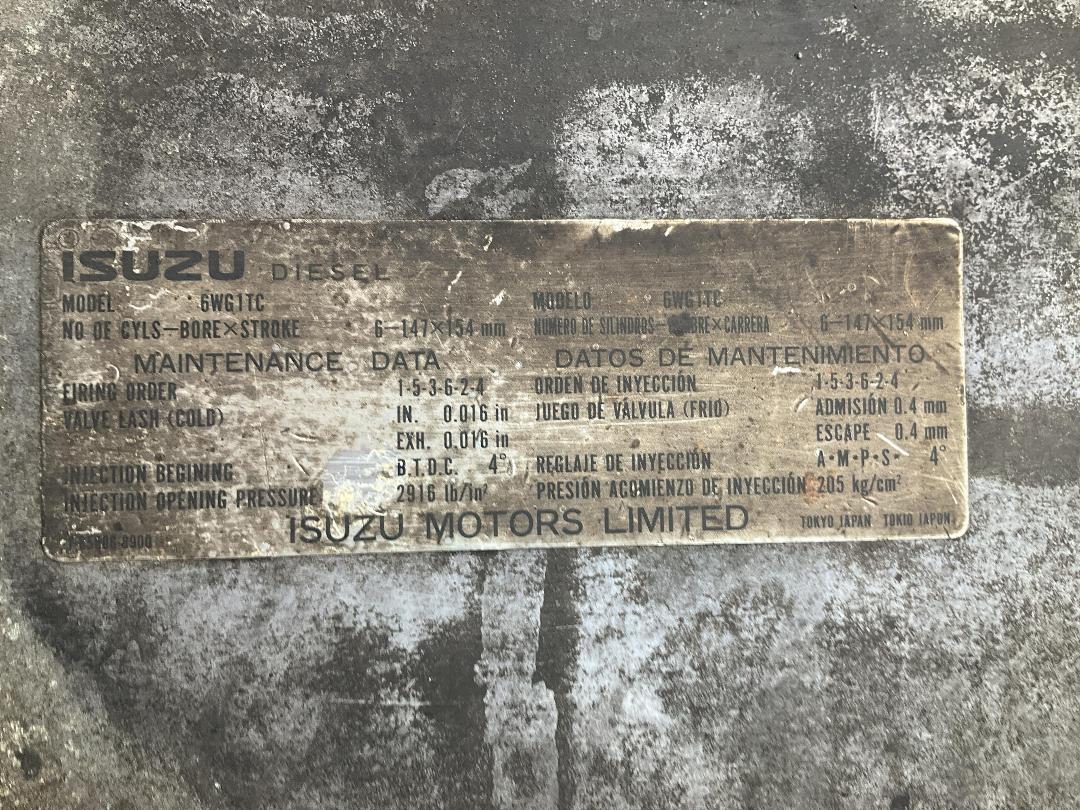 ISUZU DIESEL
MODEL 6WG1TC
NO OF CYLS–BORE×STROKE 6–147×154 mm
MAINTENANCE DATA
FIRING ORDER 1-5-3-6-2-4
VALVE LASH (COLD) IN. 0.016 in
EXH. 0.016 in
INJECTION BEGINING B.T.D.C. 4°
INJECTION OPENING PRESSURE 2916 lb/in²
MODELO 6WG1TC
NUMERO DE SILINDROS– ×CARRERA 6–147×154 mm
DATOS DE MANTENIMIENTO
ORDEN DE INYECCIÓN 1-5-3-6-2-4
JUEGO DE VÁLVULA (FRIO) ADMISIÓN 0.4 mm
ESCAPE 0.4 mm
REGLAJE DE INYECCIÓN A•M•P•S• 4°
PRESIÓN ACOMIENZO DE INYECCIÓN 205 kg/cm²
ISUZU MOTORS LIMITED
TOKYO JAPAN TOKIO JAPON